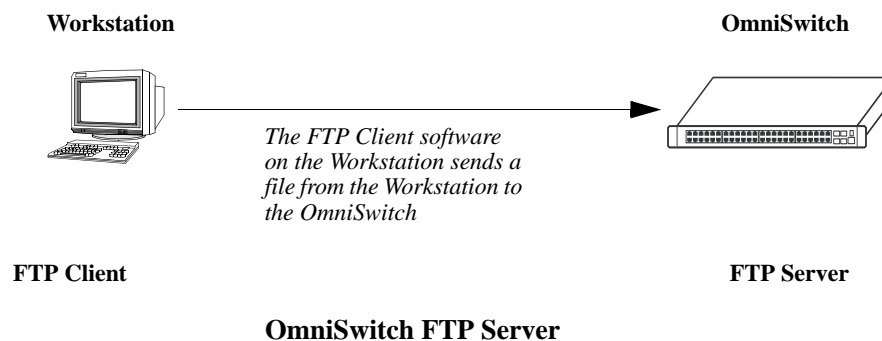 Workstation
OmniSwitch
The FTP Client software
on the Workstation sends a
file from the Workstation to
the OmniSwitch
FTP Client
FTP Server
OmniSwitch FTP Server